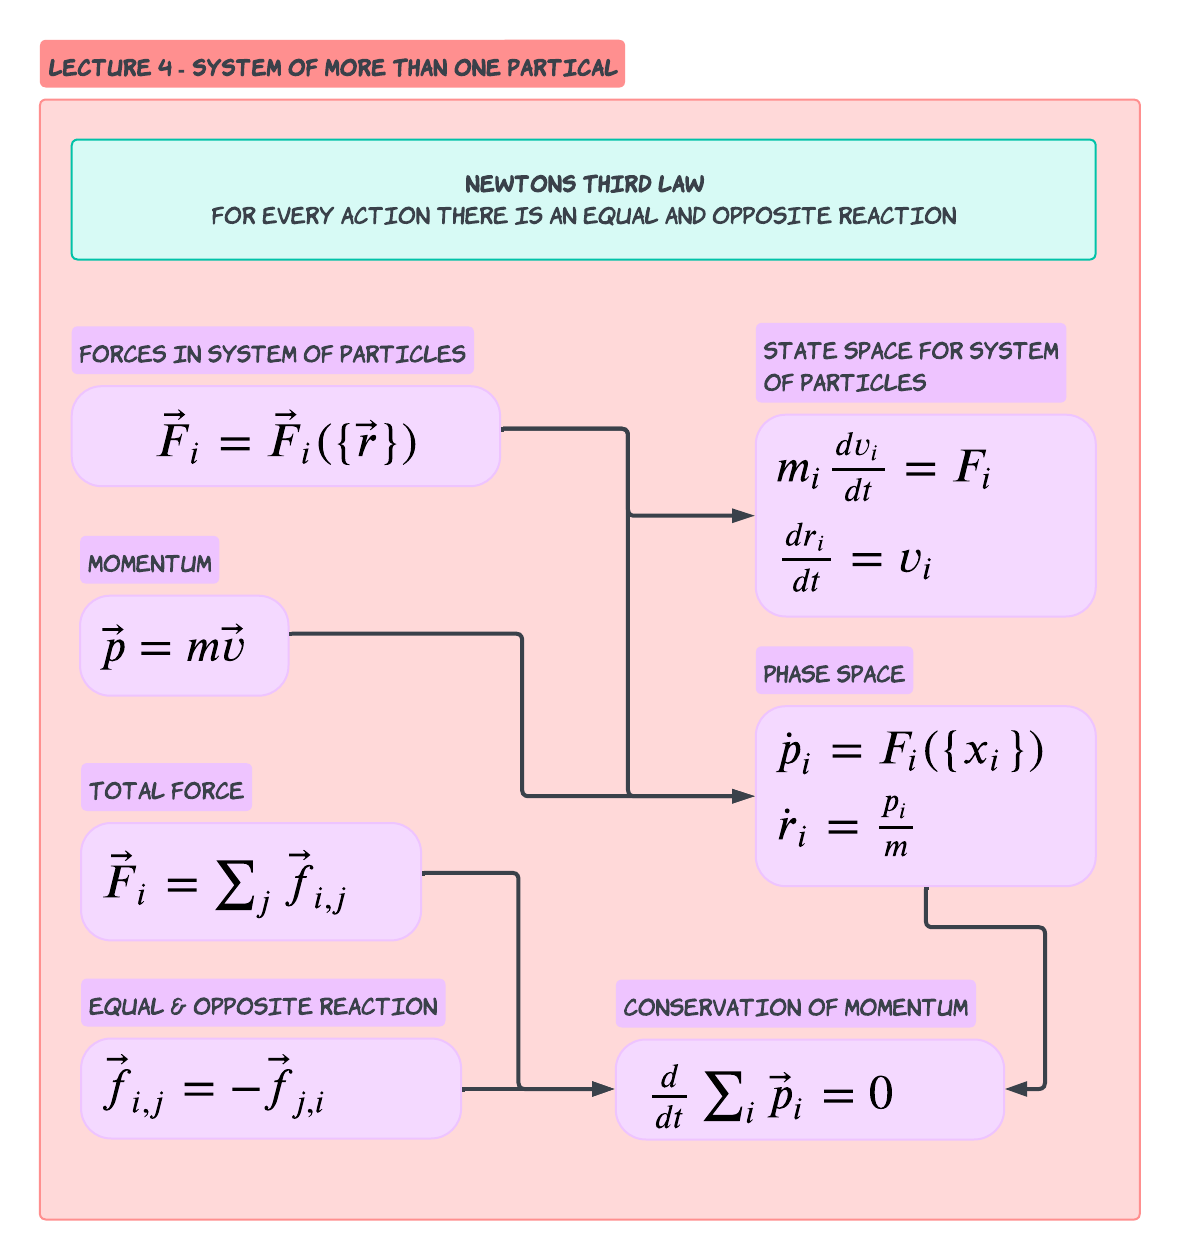 LECTURE 4 - SYSTEM OF MORE THAN ONE PARTICAL
NEWTONS THIRD LAW
FOR EVERY ACTION THERE IS AN EQUAL AND OPPOSITE REACTION
FORCES IN SYSTEM OF PARTICLES
$\vec{F}_i = \vec{F}_i(\{\vec{r}\})$
STATE SPACE FOR SYSTEM
OF PARTICLES
$m_i \frac{dv_i}{dt} = F_i$
$\frac{dr_i}{dt} = v_i$
MOMENTUM
$\vec{p} = m\vec{v}$
PHASE SPACE
$\dot{p}_i = F_i(\{x_i\})$
$\dot{r}_i = \frac{p_i}{m}$
TOTAL FORCE
$\vec{F}_i = \sum_j \vec{f}_{i,j}$
EQUAL & OPPOSITE REACTION
$\vec{f}_{i,j} = -\vec{f}_{j,i}$
CONSERVATION OF MOMENTUM
$\frac{d}{dt} \sum_i \vec{p}_i = 0$